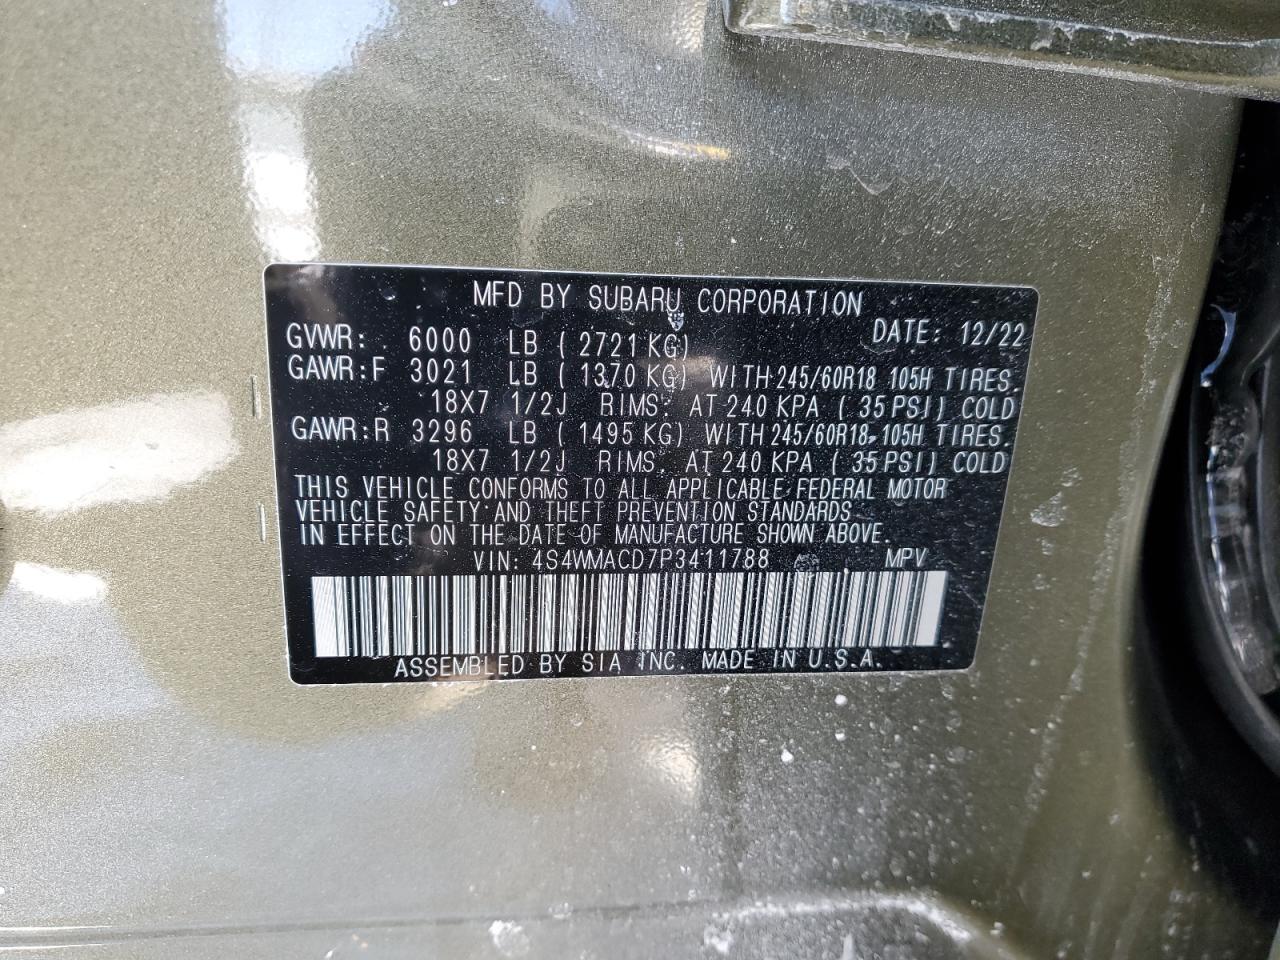 MFD BY SUBARU CORPORATION
DATE: 12/22
GVWR: 6000 LB ( 2721 KG)
GAWR:F 3021 LB ( 1370 KG) WITH 245/60R18 105H TIRES.
18X7 1/2J RIMS. AT 240 KPA ( 35 PSI) COLD
GAWR:R 3296 LB ( 1495 KG) WITH 245/60R18 105H TIRES.
18X7 1/2J RIMS. AT 240 KPA ( 35 PSI) COLD
THIS VEHICLE CONFORMS TO ALL APPLICABLE FEDERAL MOTOR
VEHICLE SAFETY AND THEFT PREVENTION STANDARDS
IN EFFECT ON THE DATE OF MANUFACTURE SHOWN ABOVE.
VIN: 4S4WMACD7P3411788 MPV
ASSEMBLED BY SIA INC. MADE IN U.S.A.